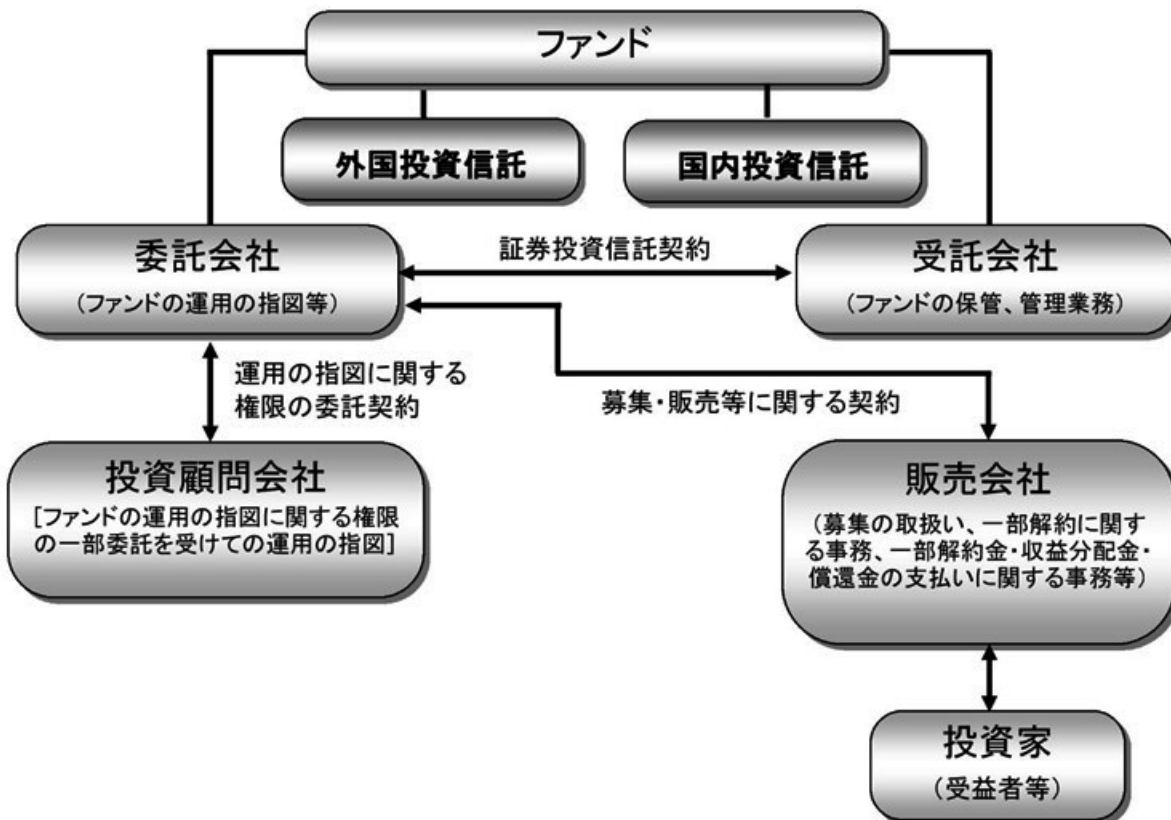 ファンド
外国投資信託
国内投資信託
委託会社
(ファンドの運用の指図等)
証券投資信託契約
受託会社
(ファンドの保管、管理業務)
運用の指図に関する
権限の委託契約
募集・販売等に関する契約
投資顧問会社
[ファンドの運用の指図に関する権限
の一部委託を受けての運用の指図]
販売会社
(募集の取扱い、一部解約に関す
る事務、一部解約金・収益分配金・
償還金の支払いに関する事務等)
投資家
(受益者等)